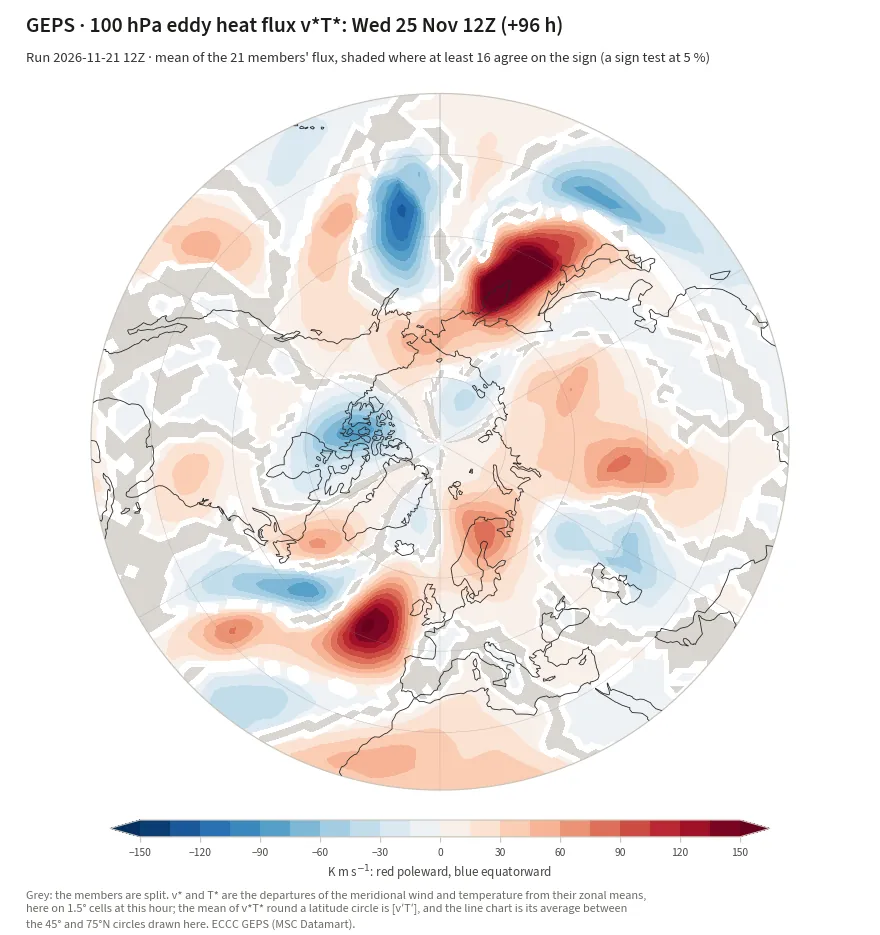 GEPS · 100 hPa eddy heat flux v*T*: Wed 25 Nov 12Z (+96 h)
Run 2026-11-21 12Z · mean of the 21 members' flux, shaded where at least 16 agree on the sign (a sign test at 5 %)
−150 −120 −90 −60 −30 0 30 60 90 120 150
K m s⁻¹: red poleward, blue equatorward
Grey: the members are split. v* and T* are the departures of the meridional wind and temperature from their zonal means,
here on 1.5° cells at this hour; the mean of v*T* round a latitude circle is [v′T′], and the line chart is its average between
the 45° and 75°N circles drawn here. ECCC GEPS (MSC Datamart).